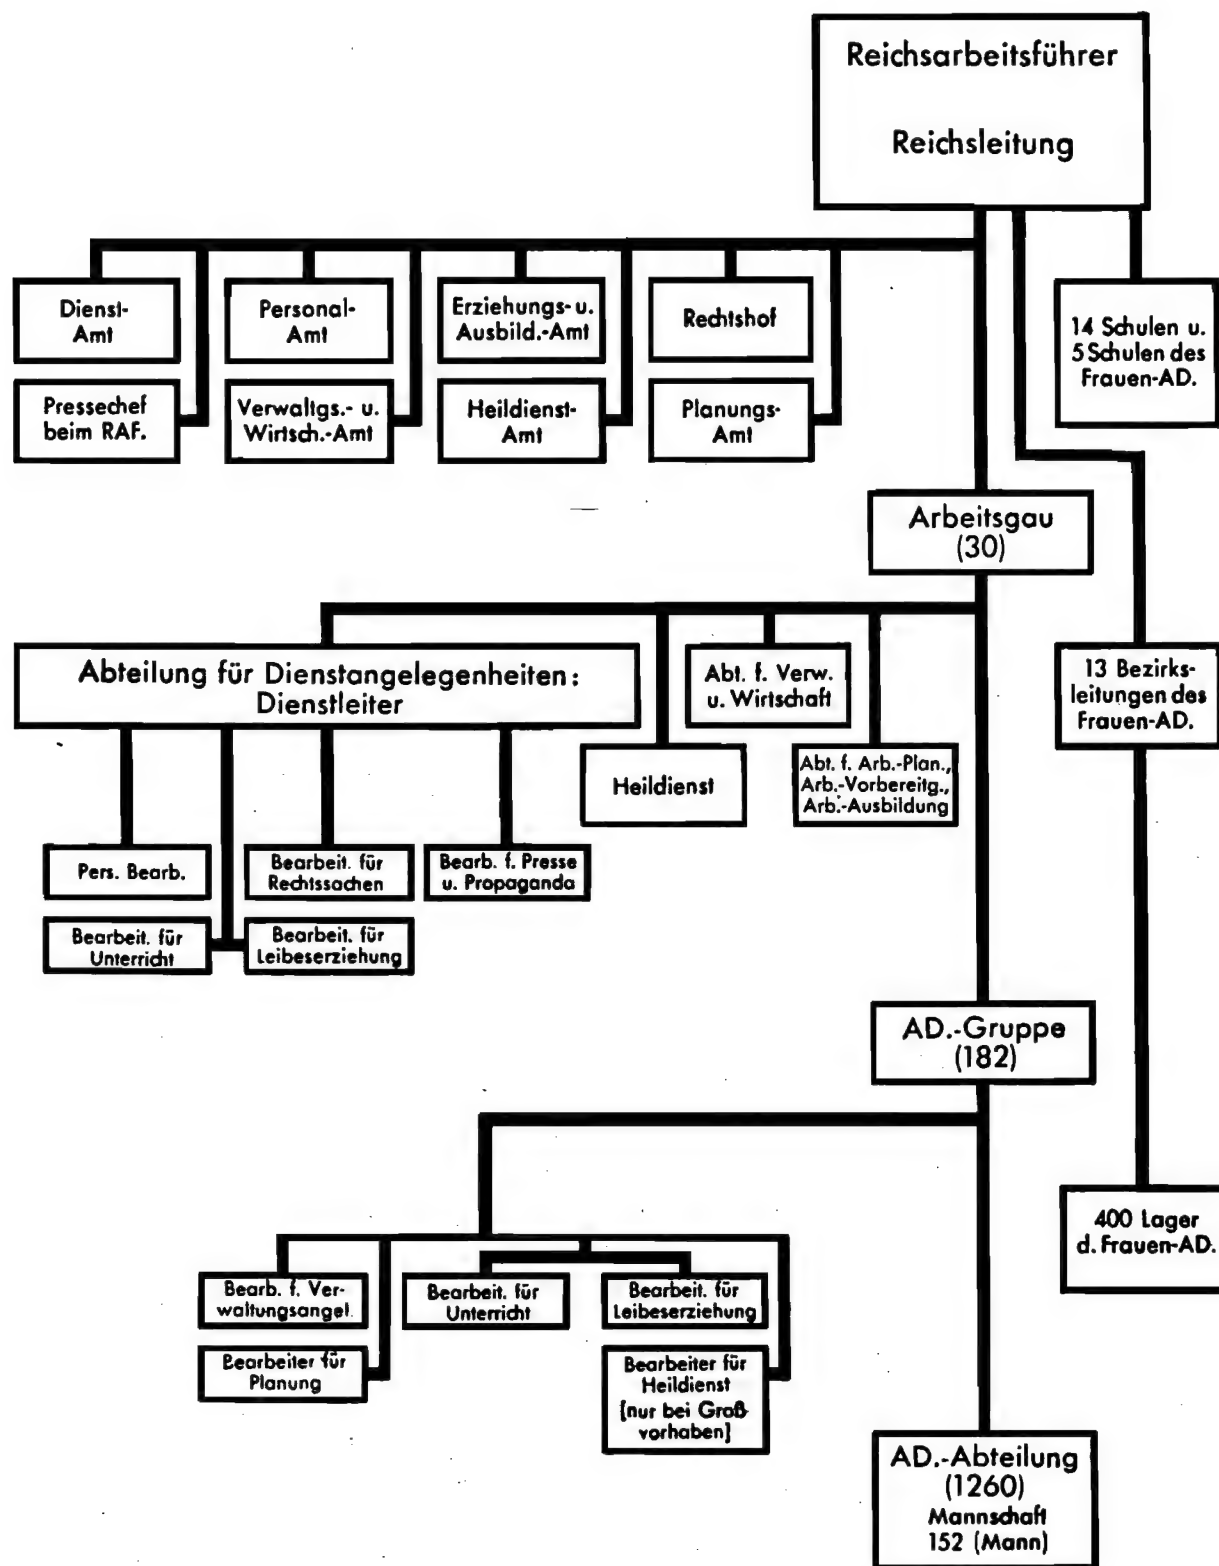 Reichsarbeitsführer
Reichsleitung
Dienst-
Amt
Personal-
Amt
Erziehungs- u.
Ausbild.-Amt
Rechtshof
14 Schulen u.
5 Schulen des
Frauen-AD.
Pressechef
beim RAF.
Verwaltgs.- u.
Wirtsch.-Amt
Heildienst-
Amt
Planungs-
Amt
Arbeitsgau
(30)
Abteilung für Dienstangelegenheiten:
Dienstleiter
Abt. f. Verw.
u. Wirtschaft
13 Bezirks-
leitungen des
Frauen-AD.
Heildienst
Abt. f. Arb.-Plan.,
Arb.-Vorbereitg.,
Arb.-Ausbildung
Pers. Bearb.
Bearbeit. für
Rechtssachen
Bearb. f. Presse
u. Propaganda
Bearbeit. für
Unterricht
Bearbeit. für
Leibeserziehung
AD.-Gruppe
(182)
400 Lager
d. Frauen-AD.
Bearb. f. Ver-
waltungsangel.
Bearbeit. für
Unterricht
Bearbeit. für
Leibeserziehung
Bearbeiter für
Planung
Bearbeiter für
Heildienst
[nur bei Groß-
vorhaben]
AD.-Abteilung
(1260)
Mannschaft
152 (Mann)